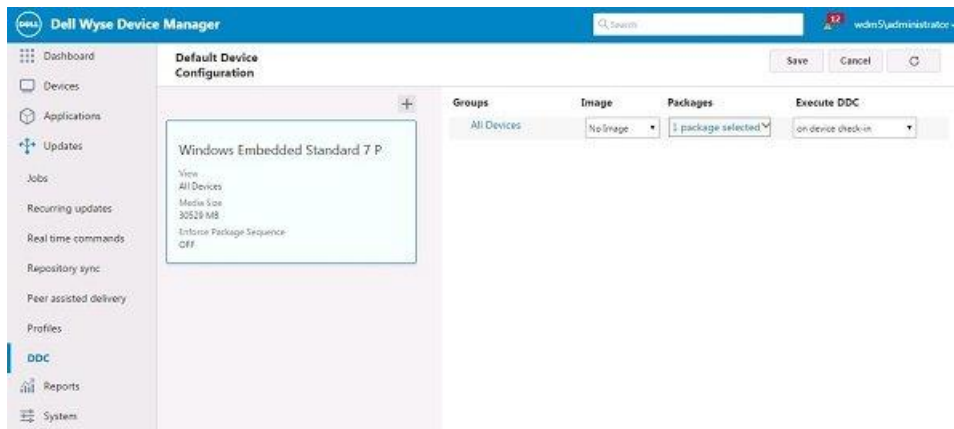 DELL
Dell Wyse Device Manager
Search
12
wdm5\administrator
Dashboard
Devices
Applications
Updates
Jobs
Recurring updates
Real time commands
Repository sync
Peer assisted delivery
Profiles
DDC
Reports
System
Default Device
Configuration
Save
Cancel
+
Windows Embedded Standard 7 P
View
All Devices
Media Size
30529 MB
Enforce Package Sequence
OFF
Groups Image Packages Execute DDC
All Devices No Image 1 package selected on device check-in